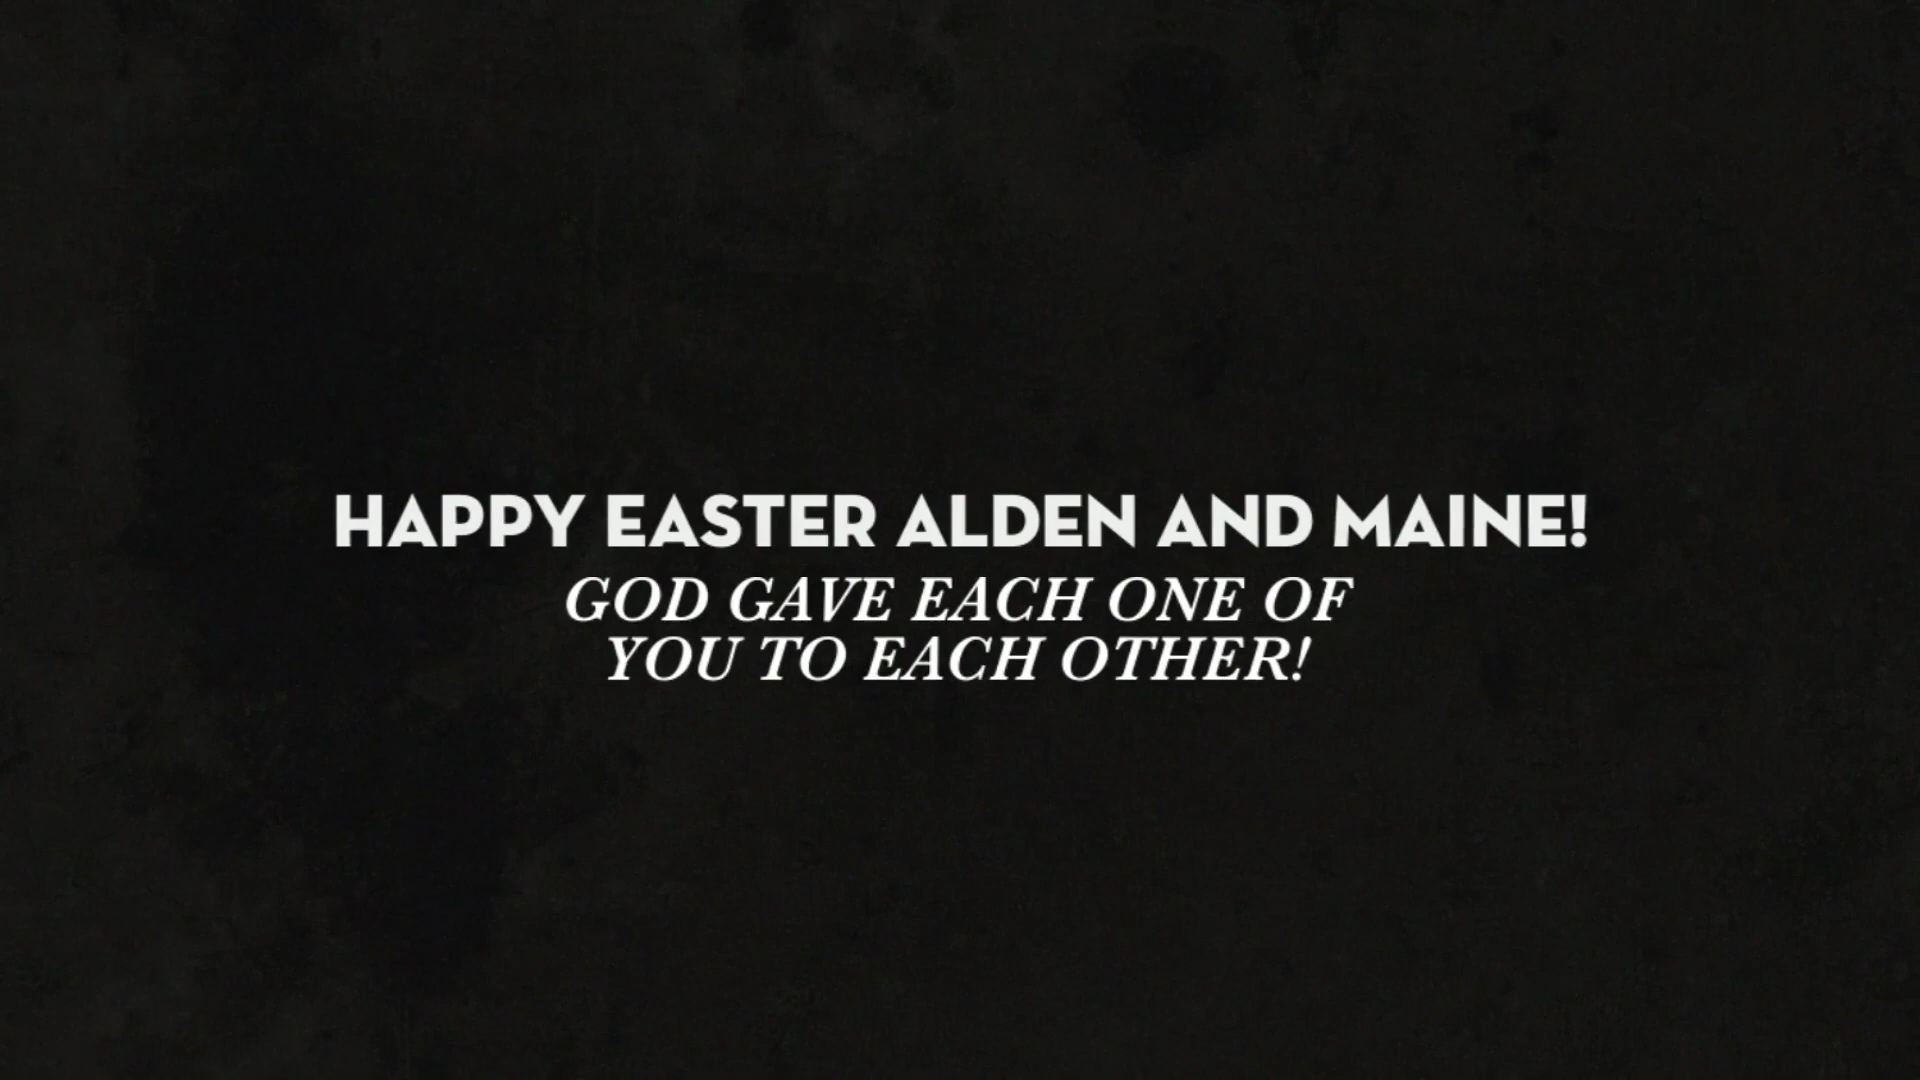 HAPPY EASTER ALDEN AND MAINE!
GOD GAVE EACH ONE OF
YOU TO EACH OTHER!